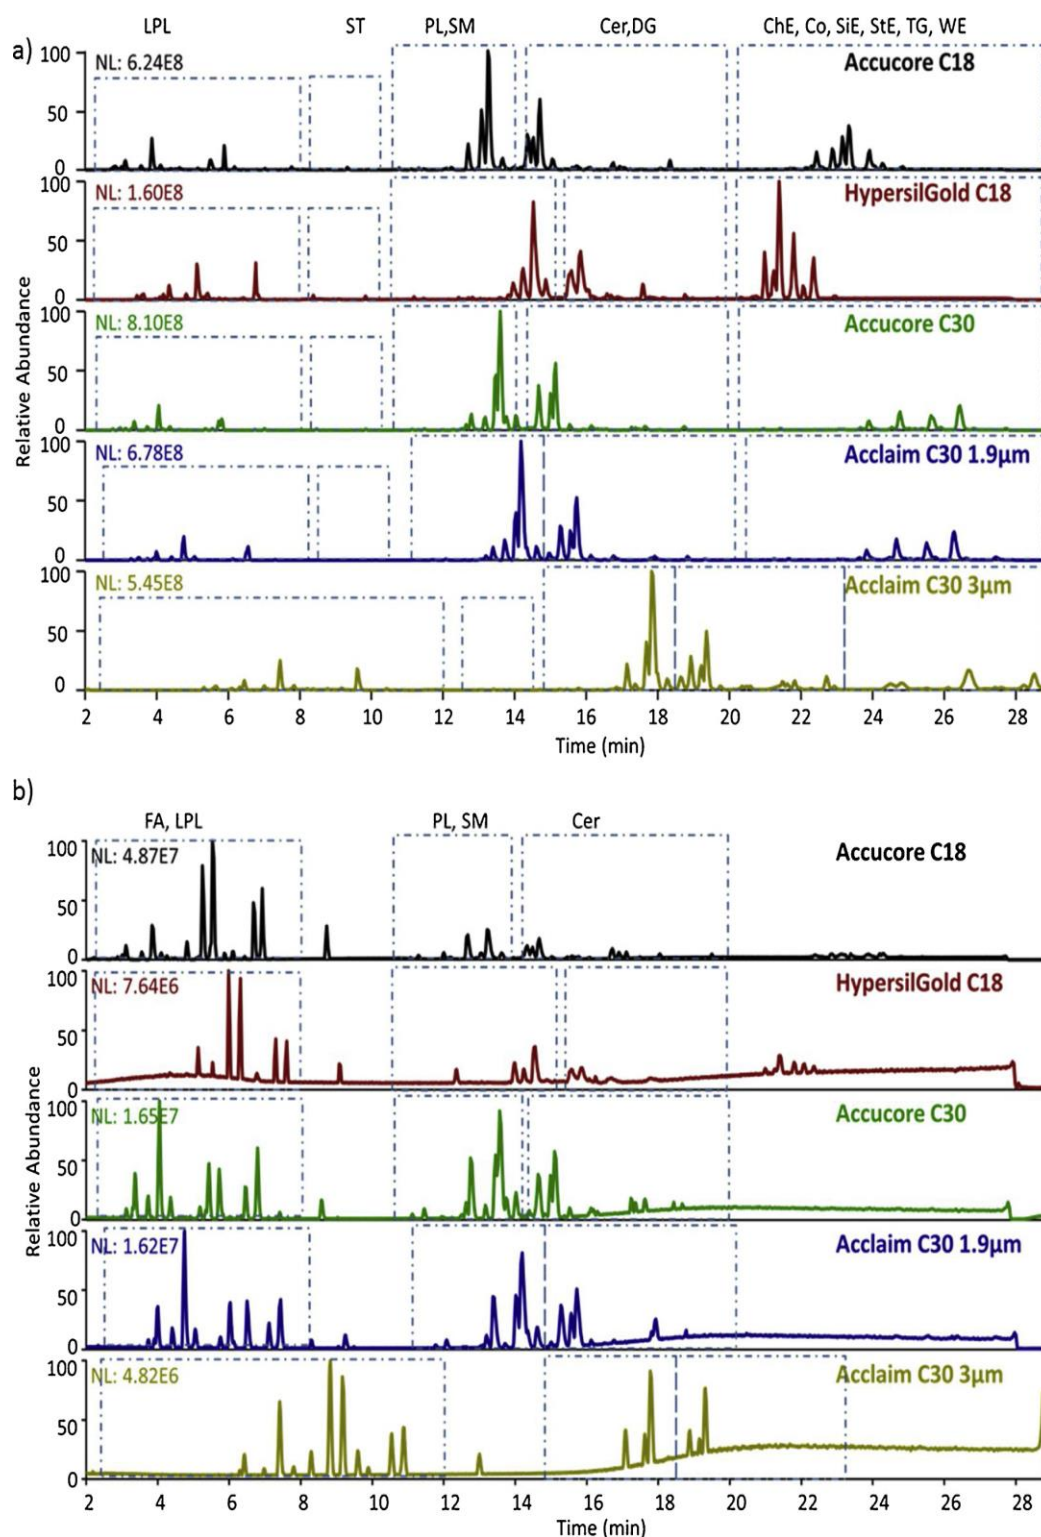 LPL ST PL,SM Cer,DG ChE, Co, SiE, StE, TG, WE
a)
100
NL: 6.24E8
Accucore C18
50
0
100
NL: 1.60E8
HypersilGold C18
50
0
100
NL: 8.10E8
Accucore C30
50
0
Relative Abundance
100
NL: 6.78E8
Acclaim C30 1.9µm
50
0
100
NL: 5.45E8
Acclaim C30 3µm
50
0
2 4 6 8 10 12 14 16 18 20 22 24 26 28
Time (min)
b)
FA, LPL PL, SM Cer
100
NL: 4.87E7
Accucore C18
50
0
100
NL: 7.64E6
HypersilGold C18
50
0
100
NL: 1.65E7
Accucore C30
50
0
Relative Abundance
100
NL: 1.62E7
Acclaim C30 1.9µm
50
0
100
NL: 4.82E6
Acclaim C30 3µm
50
0
2 4 6 8 10 12 14 16 18 20 22 24 26 28
Time (min)